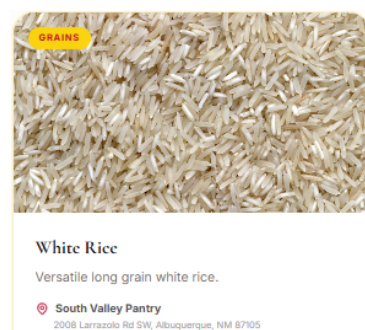 GRAINS
White Rice
Versatile long grain white rice.
South Valley Pantry
2008 Larrazolo Rd SW, Albuquerque, NM 87105